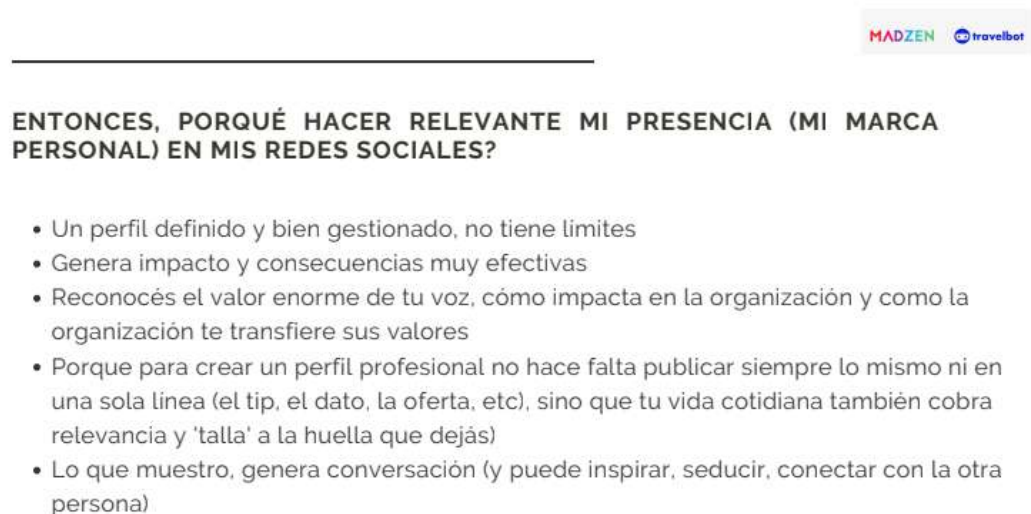 MADZEN travelbot
ENTONCES, PORQUÉ HACER RELEVANTE MI PRESENCIA (MI MARCA
PERSONAL) EN MIS REDES SOCIALES?
• Un perfil definido y bien gestionado, no tiene límites
• Genera impacto y consecuencias muy efectivas
• Reconocés el valor enorme de tu voz, cómo impacta en la organización y como la
organización te transfiere sus valores
• Porque para crear un perfil profesional no hace falta publicar siempre lo mismo ni en
una sola línea (el tip, el dato, la oferta, etc), sino que tu vida cotidiana también cobra
relevancia y 'talla' a la huella que dejás)
• Lo que muestro, genera conversación (y puede inspirar, seducir, conectar con la otra
persona)